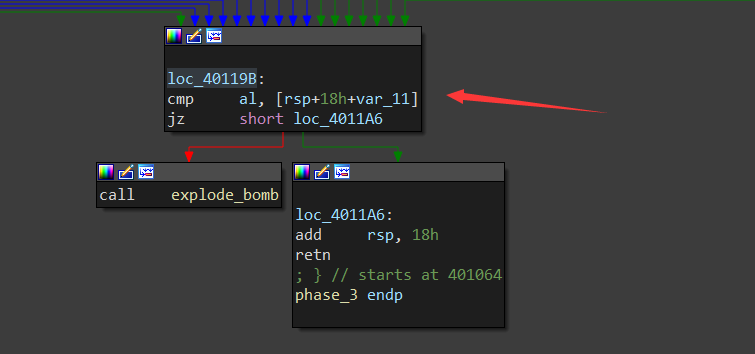 loc_40119B:
cmp     al, [rsp+18h+var_11]
jz      short loc_4011A6
call    explode_bomb
loc_4011A6:
add     rsp, 18h
retn
; } // starts at 401064
phase_3 endp